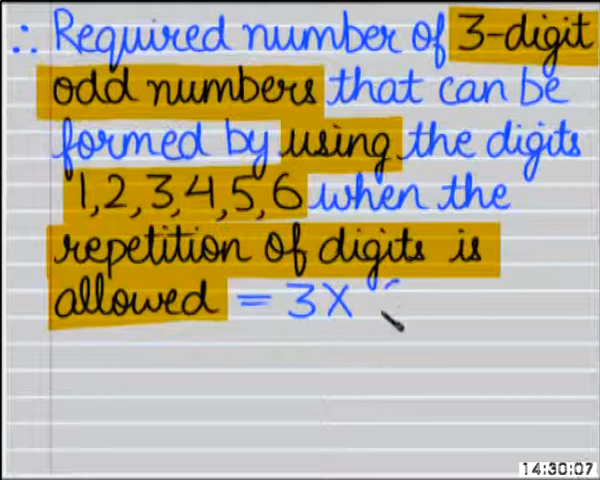 ∴ Required number of 3-digit
odd numbers that can be
formed by using the digits
1,2,3,4,5,6 when the
repetition of digits is
allowed = 3X
14:30:07